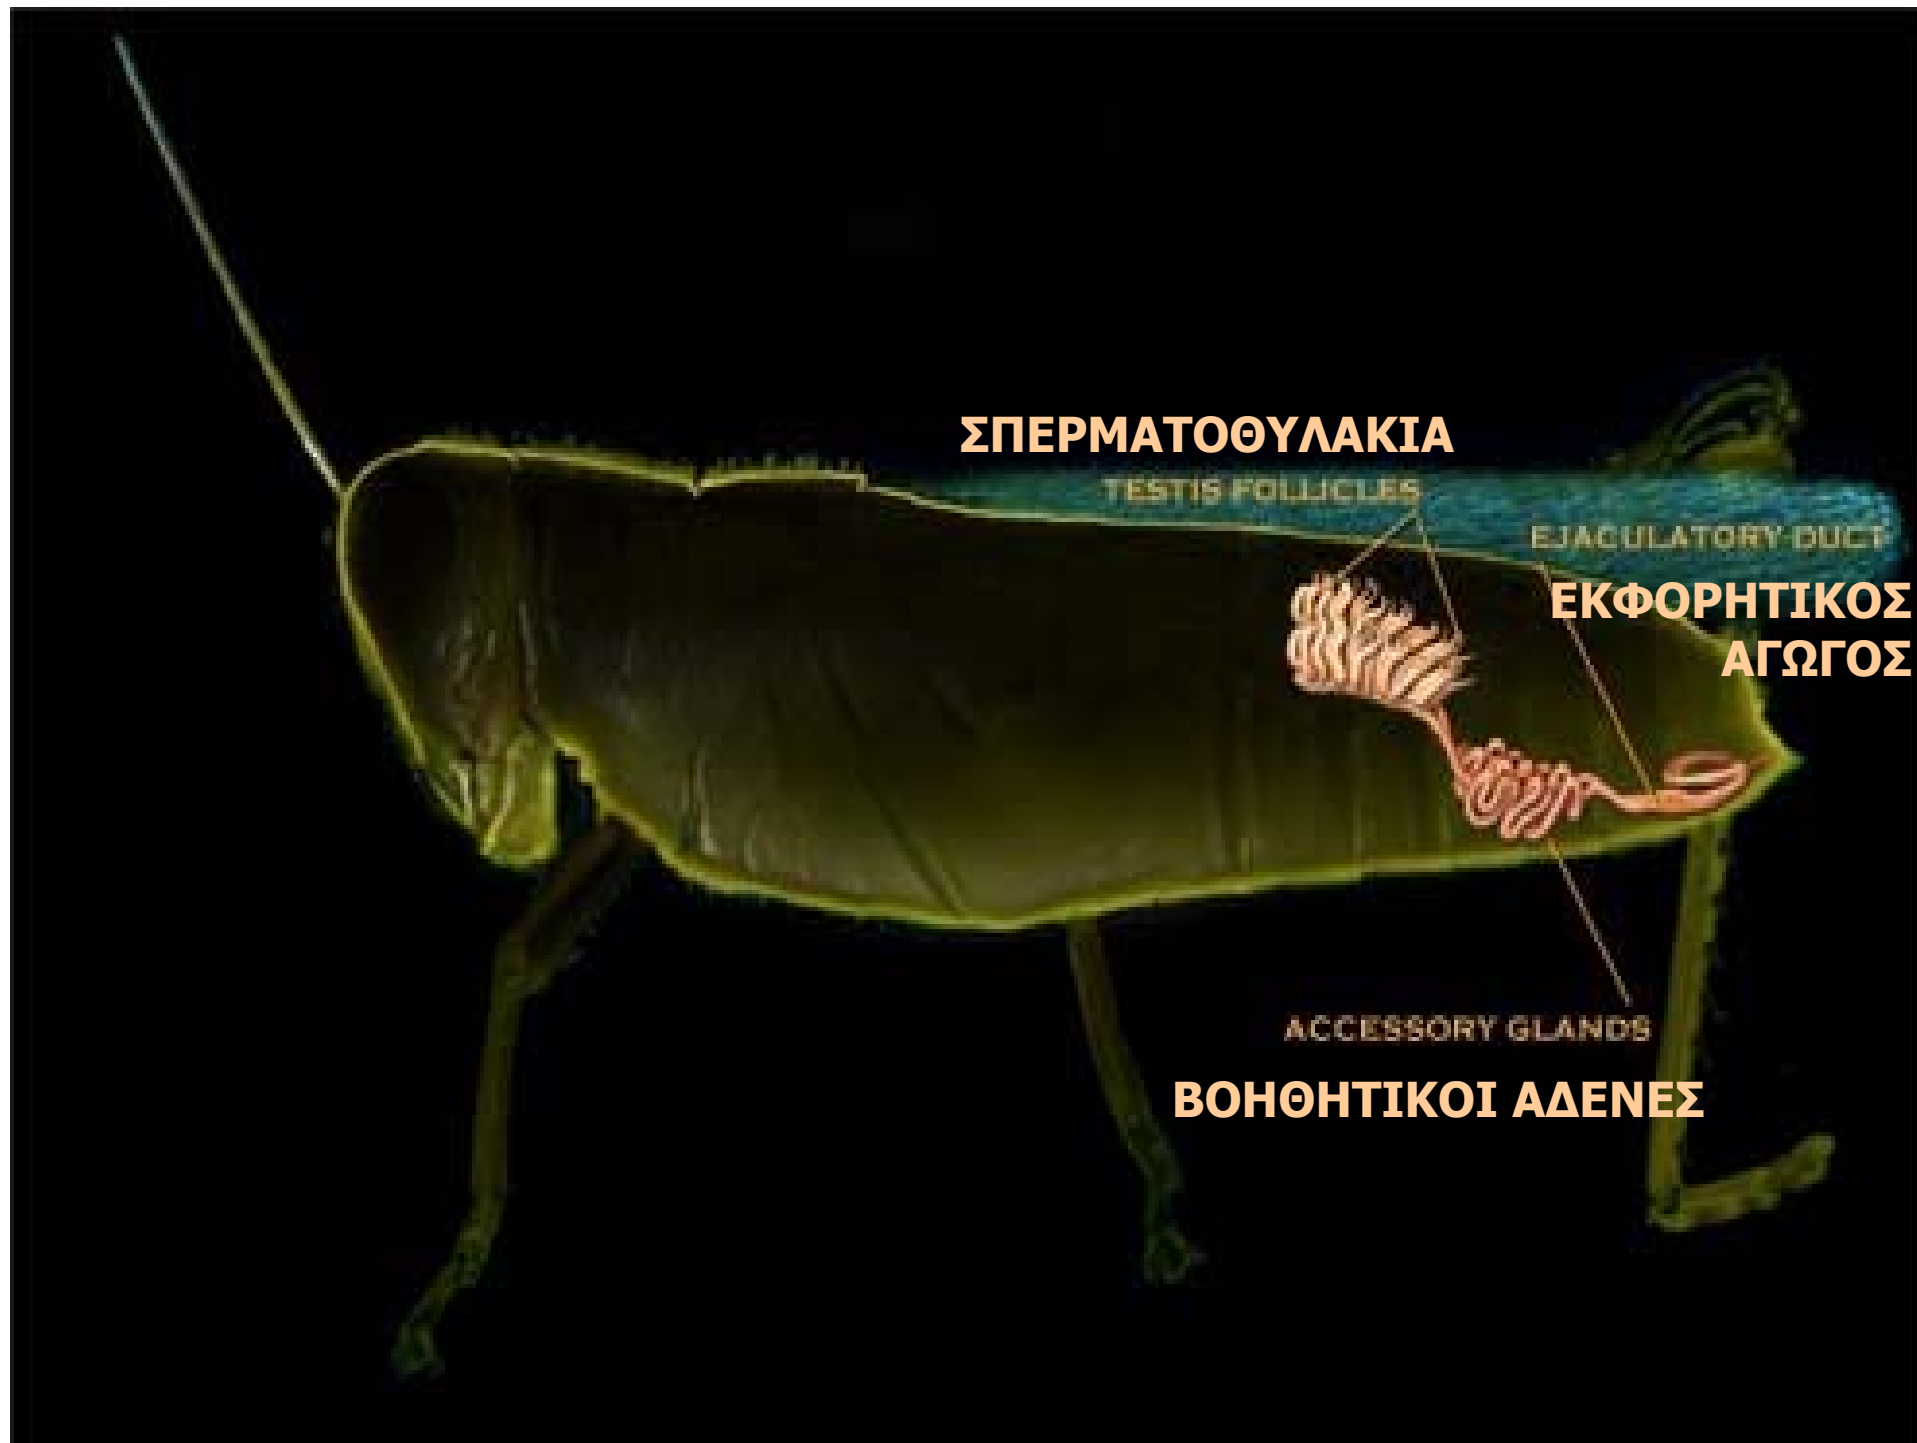 ΣΠΕΡΜΑΤΟΘΥΛΑΚΙΑ
TESTIS FOLLICLES
EJACULATORY DUCT
ΕΚΦΟΡΗΤΙΚΟΣ
ΑΓΩΓΟΣ
ACCESSORY GLANDS
ΒΟΗΘΗΤΙΚΟΙ ΑΔΕΝΕΣ